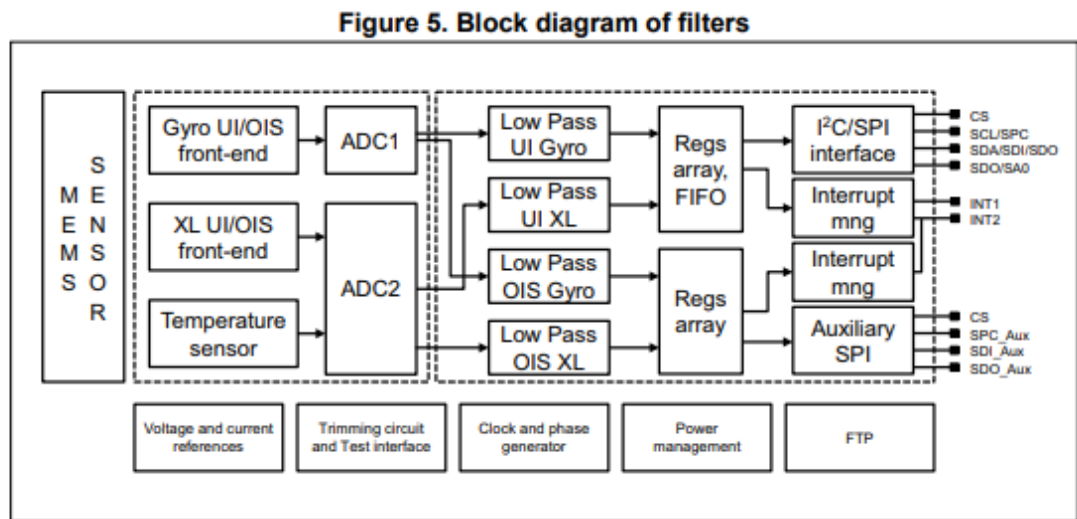 Figure 5. Block diagram of filters
MEMS
SENSOR
Gyro UI/OIS
front-end
XL UI/OIS
front-end
Temperature
sensor
ADC1
ADC2
Low Pass
UI Gyro
Low Pass
UI XL
Low Pass
OIS Gyro
Low Pass
OIS XL
Regs
array,
FIFO
Regs
array
I²C/SPI
interface
Interrupt
mng
Interrupt
mng
Auxiliary
SPI
CS
SCL/SPC
SDA/SDI/SDO
SDO/SA0
INT1
INT2
CS
SPC_Aux
SDI_Aux
SDO_Aux
Voltage and current
references
Trimming circuit
and Test interface
Clock and phase
generator
Power
management
FTP